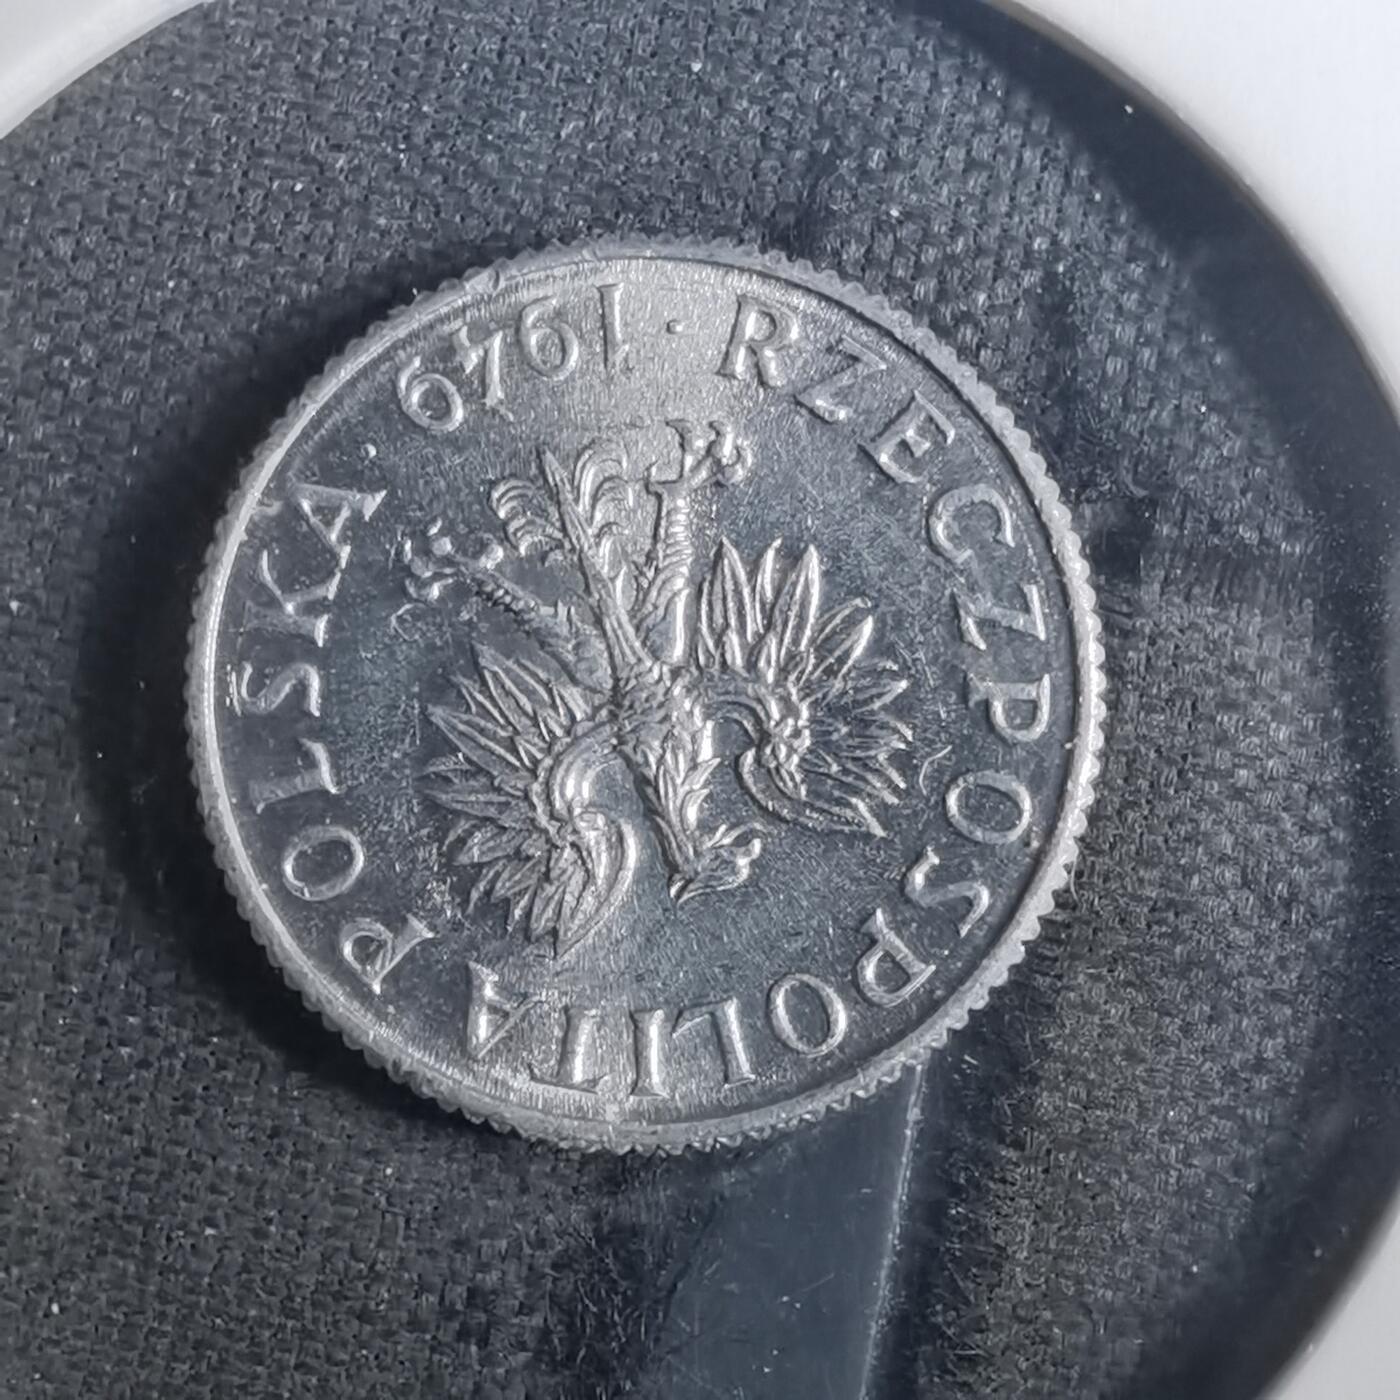 RZECZPOSPOLITA POLSKA · 1949 ·